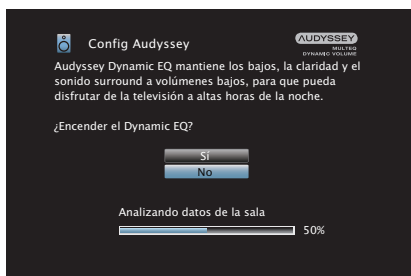 Config Audyssey
AUDYSSEY
MULTEQ
DYNAMIC VOLUME
Audyssey Dynamic EQ mantiene los bajos, la claridad y el
sonido surround a volúmenes bajos, para que pueda
disfrutar de la televisión a altas horas de la noche.
¿Encender el Dynamic EQ?
Sí
No
Analizando datos de la sala
50%